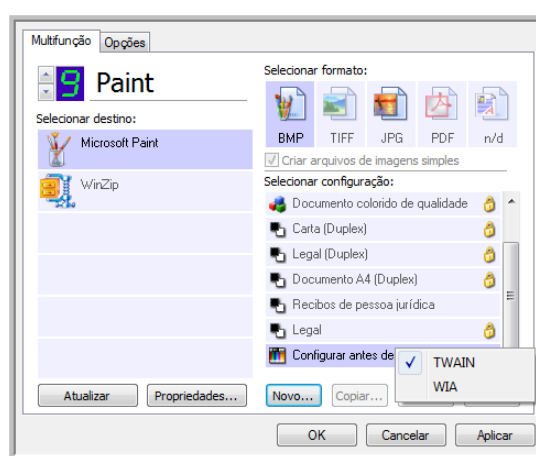 Multifunção Opções
9 Paint
Selecionar destino:
Microsoft Paint
WinZip
Atualizar Propriedades...
Selecionar formato:
BMP TIFF JPG PDF n/d
Criar arquivos de imagens simples
Selecionar configuração:
Documento colorido de qualidade
Carta (Duplex)
Legal (Duplex)
Documento A4 (Duplex)
Recibos de pessoa jurídica
Legal
Configurar antes de
TWAIN
WIA
Novo... Copiar...
OK Cancelar Aplicar